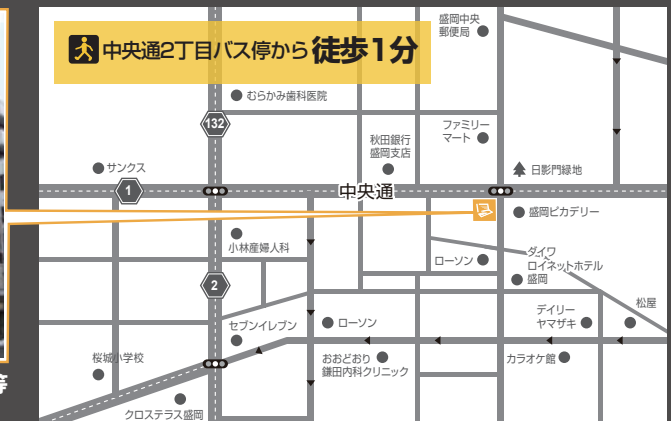 中央通2丁目バス停から 徒歩1分
盛岡中央
郵便局
むらかみ歯科医院
132
ファミリー
マート
秋田銀行
盛岡支店
サンクス
日影門緑地
1
中央通
盛岡ピカデリー
小林産婦人科
ローソン
ダイワ
ロイネットホテル
盛岡
2
デイリー
ヤマザキ
松屋
セブンイレブン
ローソン
桜城小学校
おおどおり
鎌田内科クリニック
カラオケ館
クロステラス盛岡
等